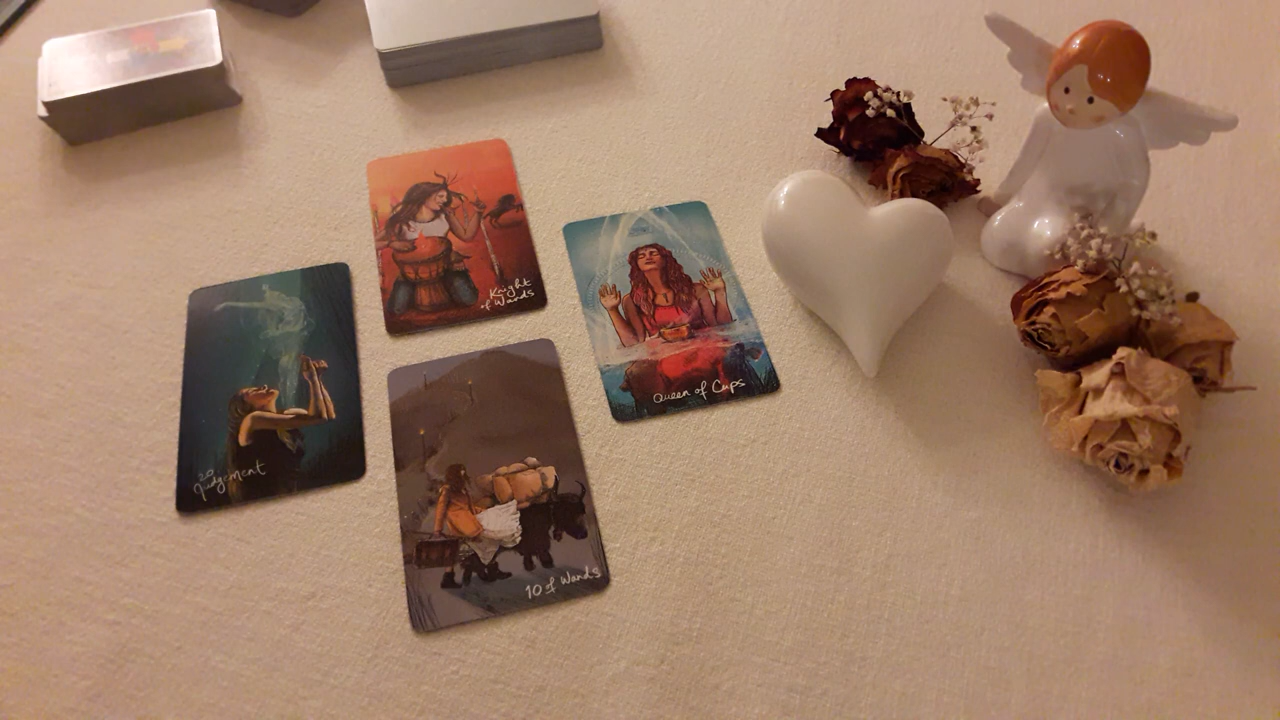 Knight
of Wands
Queen of Cups
20
Judgement
10 of Wands